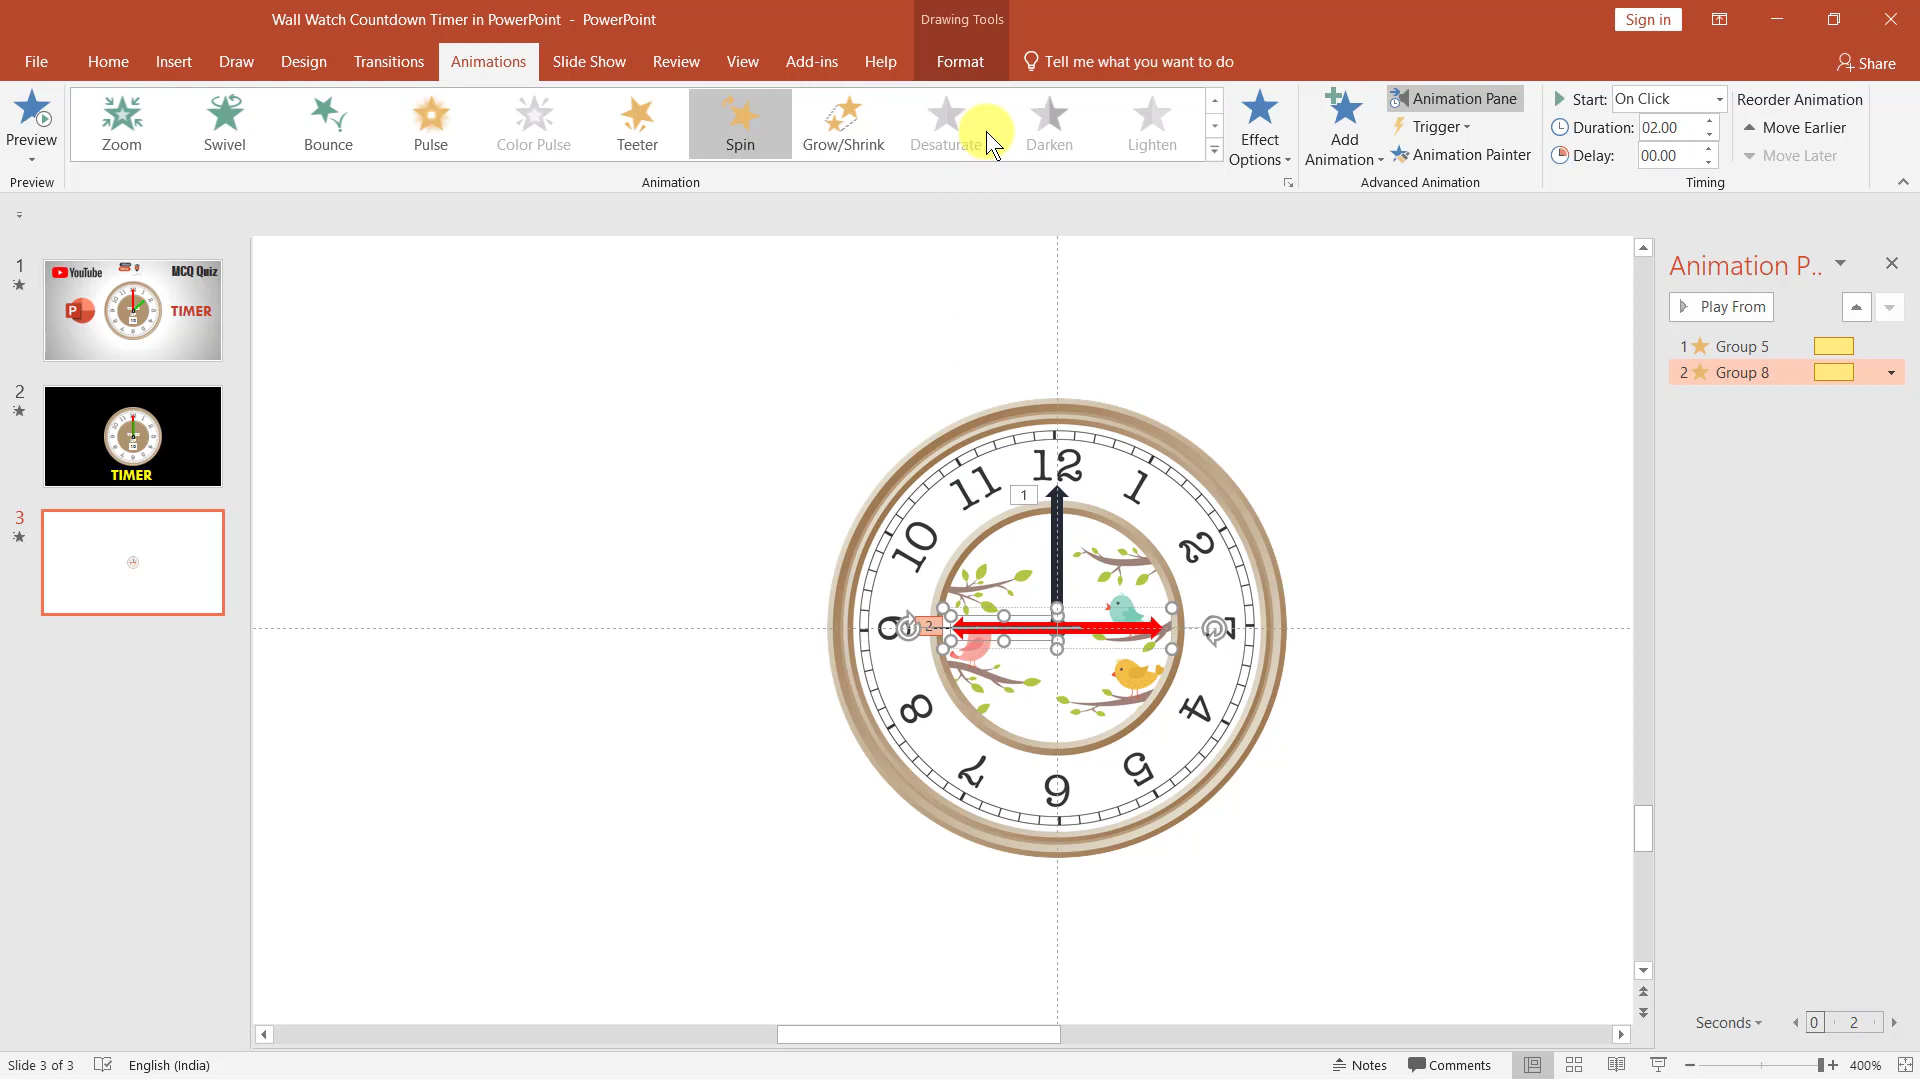 Wall Watch Countdown Timer in PowerPoint - PowerPoint
Drawing Tools
Sign in
File Home Insert Draw Design Transitions Animations Slide Show Review View Add-ins Help Format Tell me what you want to do Share
Preview
Preview
Zoom Swivel Bounce Pulse Color Pulse Teeter Spin Grow/Shrink Desaturate Darken Lighten
Animation
Effect
Options
Add
Animation
Animation Pane
Trigger
Animation Painter
Advanced Animation
Start: On Click
Duration: 02.00
Delay: 00.00
Timing
Reorder Animation
Move Earlier
Move Later
1
YouTube
MCQ Quiz
P
TIMER
2
TIMER
3
12
1
2
4
5
6
7
8
9
10
11
1
2
Animation P..
Play From
1 Group 5
2 Group 8
Seconds
0 2
Slide 3 of 3
English (India)
Notes
Comments
400%